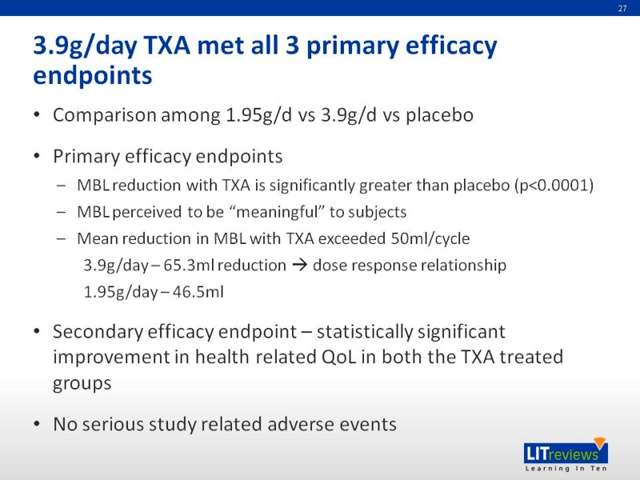 27
3.9g/day TXA met all 3 primary efficacy
endpoints
• Comparison among 1.95g/d vs 3.9g/d vs placebo
• Primary efficacy endpoints
– MBL reduction with TXA is significantly greater than placebo (p<0.0001)
– MBL perceived to be “meaningful” to subjects
– Mean reduction in MBL with TXA exceeded 50ml/cycle
3.9g/day – 65.3ml reduction → dose response relationship
1.95g/day – 46.5ml
• Secondary efficacy endpoint – statistically significant
improvement in health related QoL in both the TXA treated
groups
• No serious study related adverse events
LITreviews
Learning In Ten